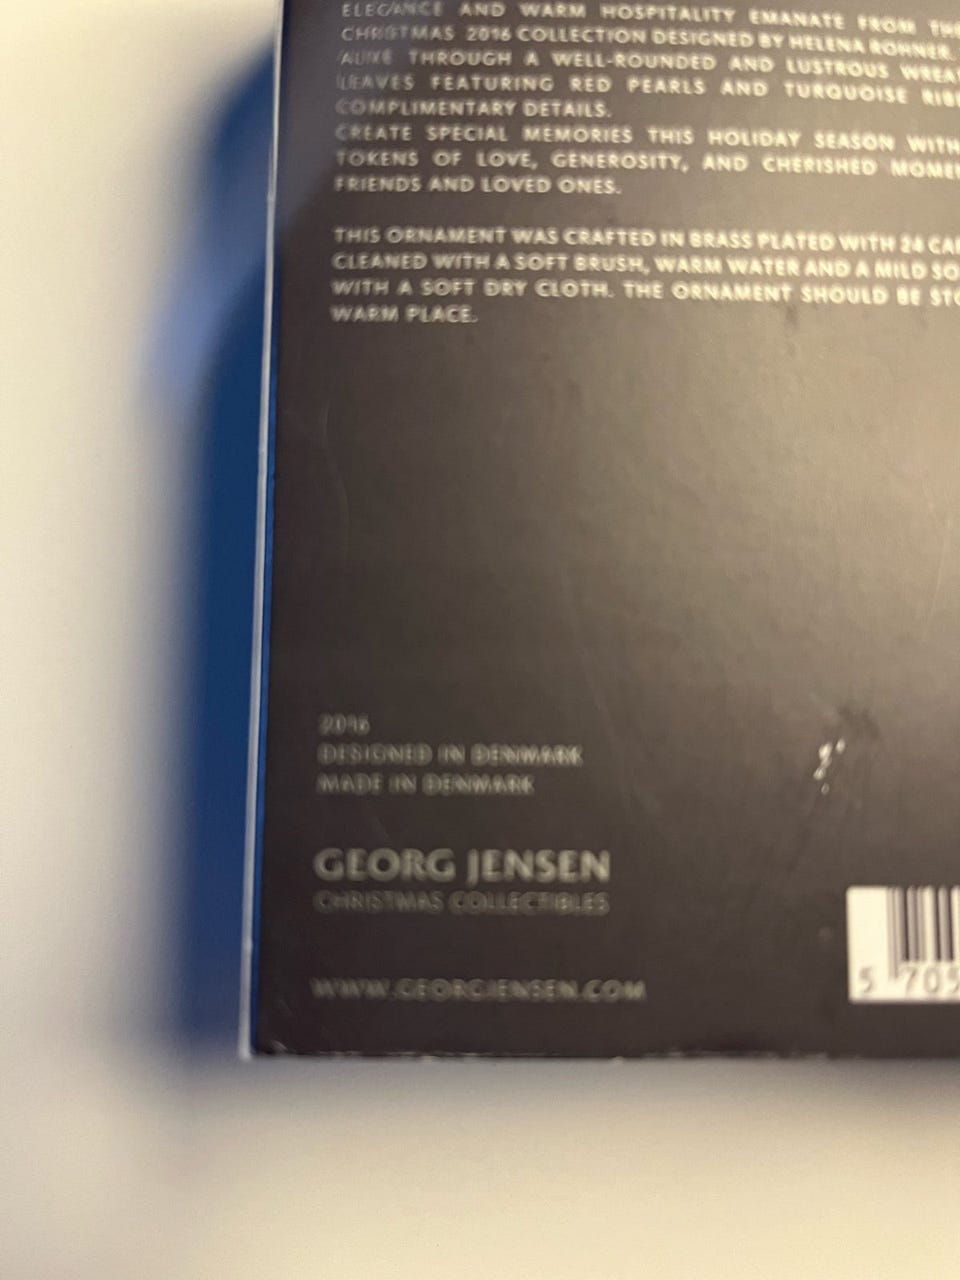 ELEGANCE AND WARM HOSPITALITY EMANATE FROM
CHRISTMAS 2016 COLLECTION DESIGNED BY HELENA ROHNER.
ALIKE THROUGH A WELL-ROUNDED AND LUSTROUS
LEAVES FEATURING RED PEARLS AND TURQUOISE
COMPLIMENTARY DETAILS.
CREATE SPECIAL MEMORIES THIS HOLIDAY SEASON WITH
TOKENS OF LOVE, GENEROSITY, AND CHERISHED
FRIENDS AND LOVED ONES.
THIS ORNAMENT WAS CRAFTED IN BRASS PLATED WITH 24
CLEANED WITH A SOFT BRUSH, WARM WATER AND A MILD
WITH A SOFT DRY CLOTH. THE ORNAMENT SHOULD BE
WARM PLACE.
2016
DESIGNED IN DENMARK
MADE IN DENMARK
GEORG JENSEN
CHRISTMAS COLLECTIBLES
WWW.GEORGJENSEN.COM
5 705